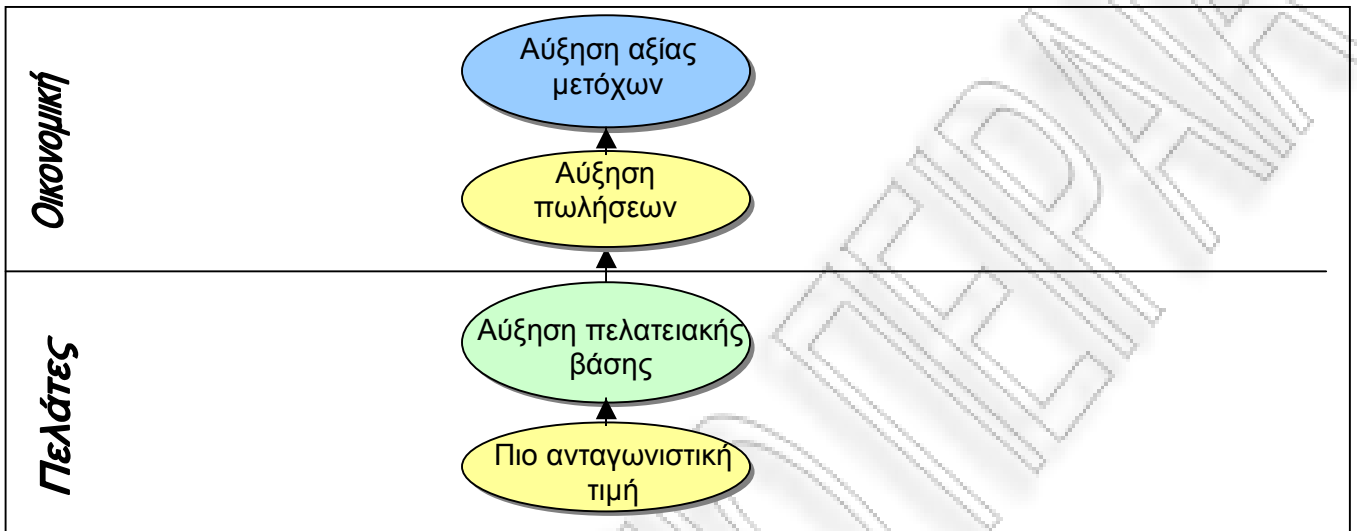 Οικονομική
Αύξηση αξίας
μετόχων
Αύξηση
πωλήσεων
Πελάτες
Αύξηση πελατειακής
βάσης
Πιο ανταγωνιστική
τιμή